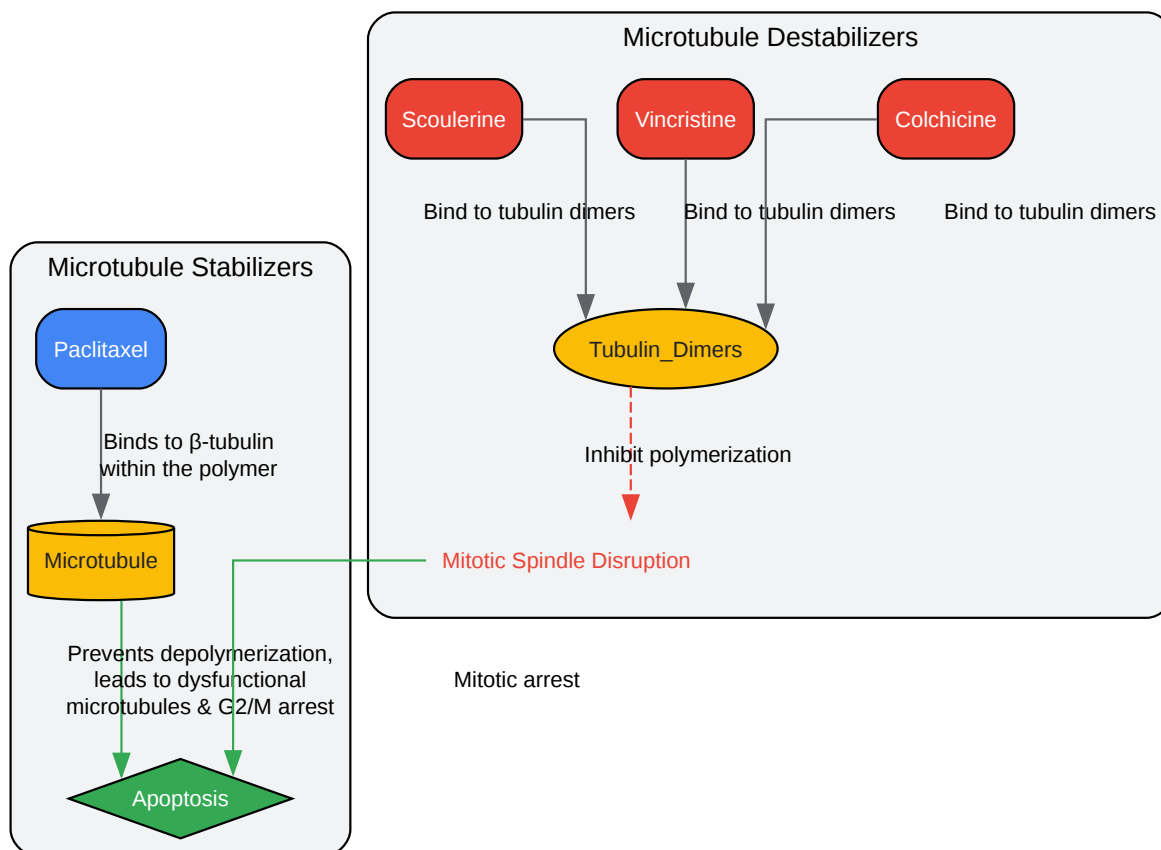 Microtubule Destabilizers
Scoulerine
Vincristine
Colchicine
Bind to tubulin dimers
Bind to tubulin dimers
Bind to tubulin dimers
Tubulin_Dimers
Inhibit polymerization
Mitotic Spindle Disruption
Mitotic arrest
Microtubule Stabilizers
Paclitaxel
Binds to β-tubulin
within the polymer
Microtubule
Prevents depolymerization,
leads to dysfunctional
microtubules & G2/M arrest
Apoptosis